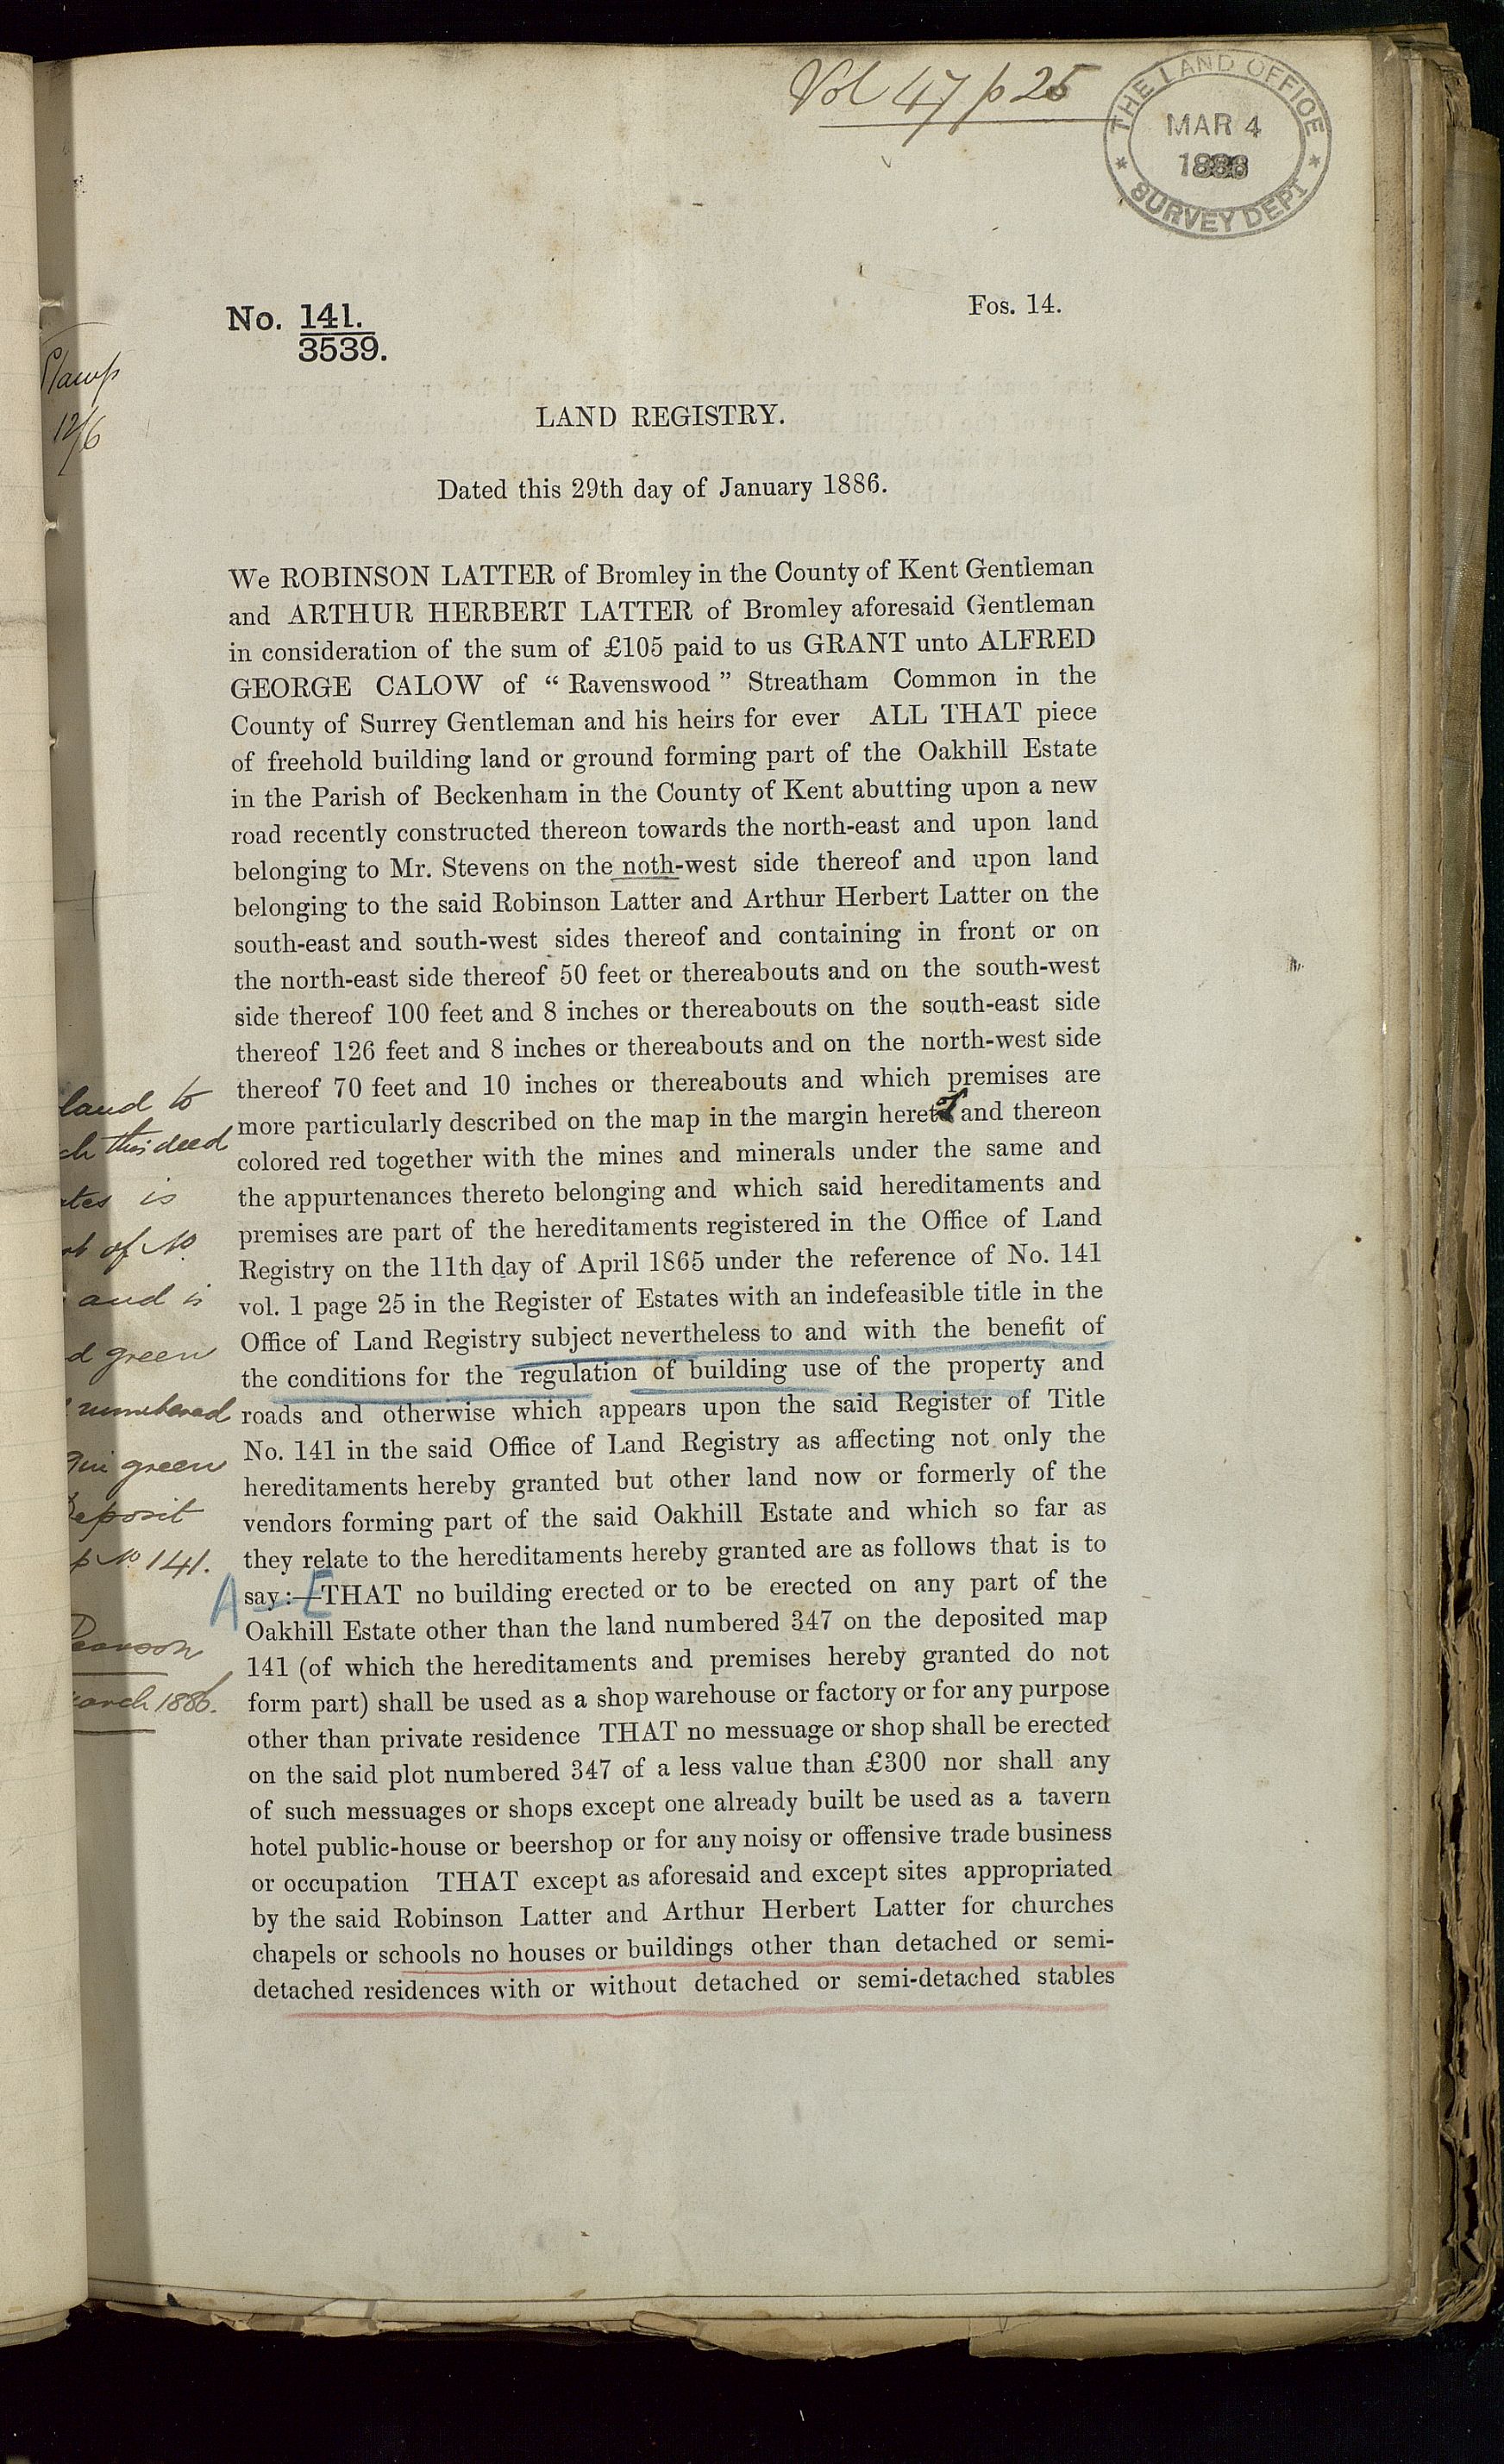 Vol 47 p 25
THE LAND OFFICE
MAR 4
SURVEY DEPT
No. 141.
3539.
Fos. 14.
Stamp
12/6
LAND REGISTRY.
Dated this 29th day of January 1886.
We ROBINSON LATTER of Bromley in the County of Kent Gentleman
and ARTHUR HERBERT LATTER of Bromley aforesaid Gentleman
in consideration of the sum of £105 paid to us GRANT unto ALFRED
GEORGE CALOW of “ Ravenswood ” Streatham Common in the
County of Surrey Gentleman and his heirs for ever ALL THAT piece
of freehold building land or ground forming part of the Oakhill Estate
in the Parish of Beckenham in the County of Kent abutting upon a new
road recently constructed thereon towards the north-east and upon land
belonging to Mr. Stevens on the noth-west side thereof and upon land
belonging to the said Robinson Latter and Arthur Herbert Latter on the
south-east and south-west sides thereof and containing in front or on
the north-east side thereof 50 feet or thereabouts and on the south-west
side thereof 100 feet and 8 inches or thereabouts on the south-east side
thereof 126 feet and 8 inches or thereabouts and on the north-west side
thereof 70 feet and 10 inches or thereabouts and which premises are
more particularly described on the map in the margin hereto and thereon
colored red together with the mines and minerals under the same and
the appurtenances thereto belonging and which said hereditaments and
premises are part of the hereditaments registered in the Office of Land
Registry on the 11th day of April 1865 under the reference of No. 141
vol. 1 page 25 in the Register of Estates with an indefeasible title in the
Office of Land Registry subject nevertheless to and with the benefit of
the conditions for the regulation of building use of the property and
roads and otherwise which appears upon the said Register of Title
No. 141 in the said Office of Land Registry as affecting not only the
hereditaments hereby granted but other land now or formerly of the
vendors forming part of the said Oakhill Estate and which so far as
they relate to the hereditaments hereby granted are as follows that is to
say :—THAT no building erected or to be erected on any part of the
Oakhill Estate other than the land numbered 347 on the deposited map
141 (of which the hereditaments and premises hereby granted do not
form part) shall be used as a shop warehouse or factory or for any purpose
other than private residence THAT no messuage or shop shall be erected
on the said plot numbered 347 of a less value than £300 nor shall any
of such messuages or shops except one already built be used as a tavern
hotel public-house or beershop or for any noisy or offensive trade business
or occupation THAT except as aforesaid and except sites appropriated
by the said Robinson Latter and Arthur Herbert Latter for churches
chapels or schools no houses or buildings other than detached or semi-
detached residences with or without detached or semi-detached stables
land to
this deed
is
of No
and is
green
numbered
green
Deposit
No. 141.
A
E
Pearson
March 1886.